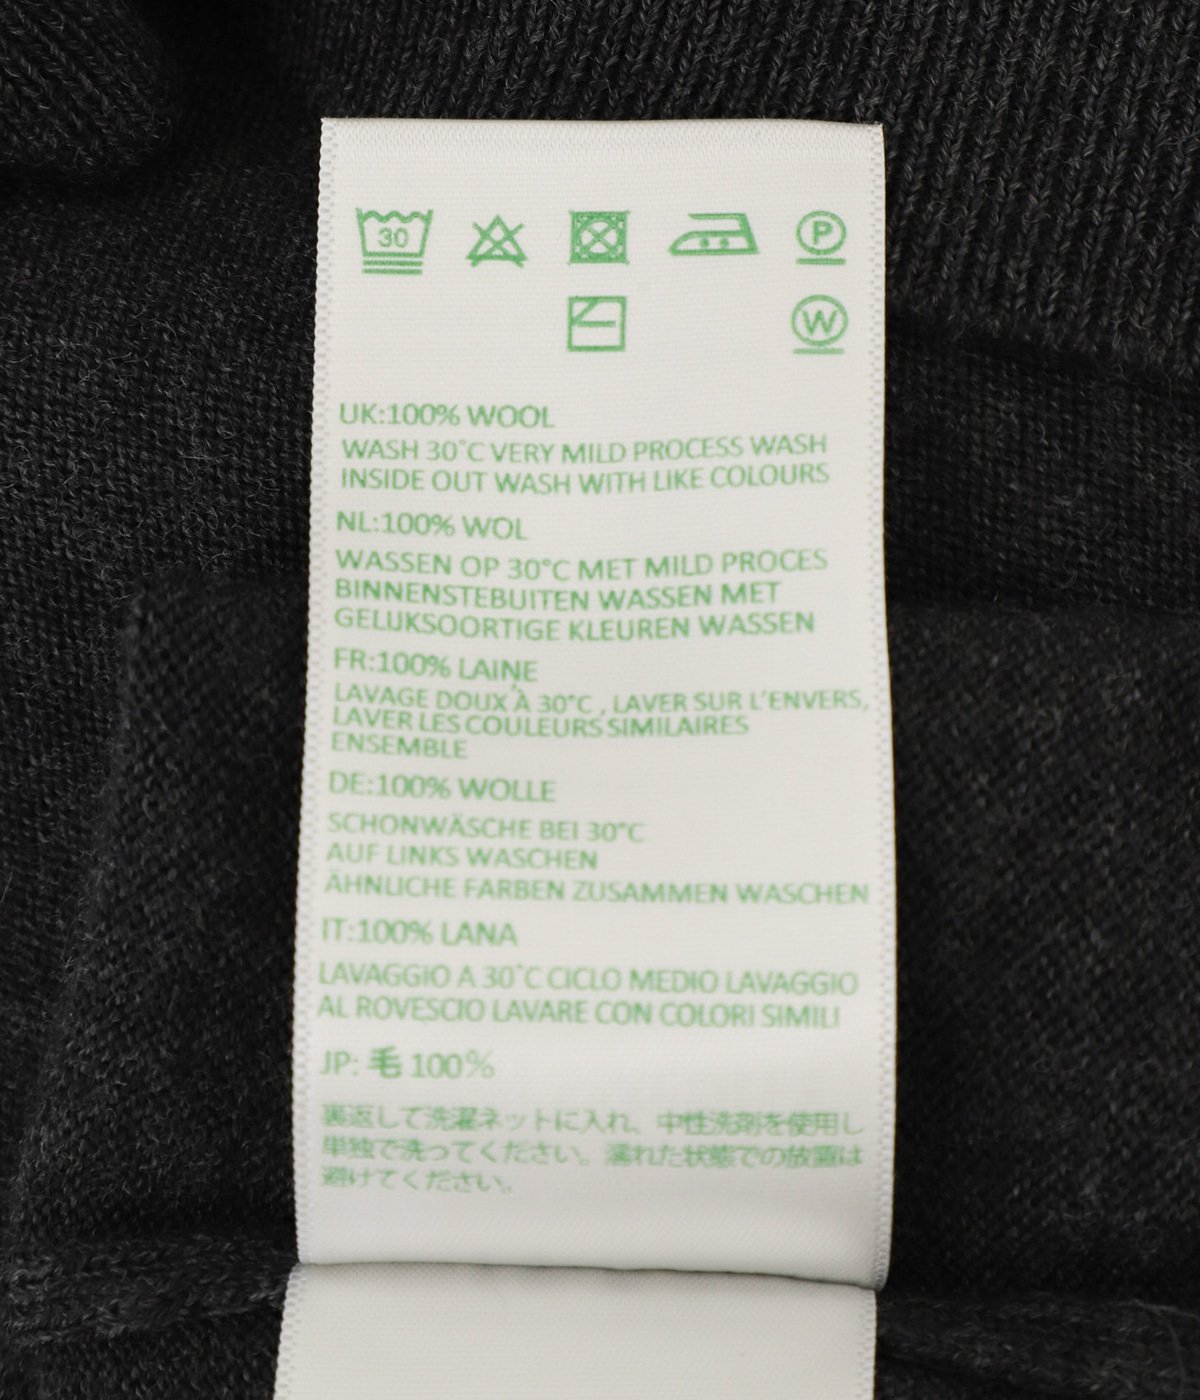 30
P
W
UK:100% WOOL
WASH 30°C VERY MILD PROCESS WASH
INSIDE OUT WASH WITH LIKE COLOURS
NL:100% WOL
WASSEN OP 30°C MET MILD PROCES
BINNENSTEBUITEN WASSEN MET
GELIJKSOORTIGE KLEUREN WASSEN
FR:100% LAINE
LAVAGE DOUX À 30°C , LAVER SUR L'ENVERS,
LAVER LES COULEURS SIMILAIRES
ENSEMBLE
DE:100% WOLLE
SCHONWÄSCHE BEI 30°C
AUF LINKS WASCHEN
ÄHNLICHE FARBEN ZUSAMMEN WASCHEN
IT:100% LANA
LAVAGGIO A 30°C CICLO MEDIO LAVAGGIO
AL ROVESCIO LAVARE CON COLORI SIMILI
JP: 毛 100%
裏返して洗濯ネットに入れ、中性洗剤を使用し
単独で洗ってください。濡れた状態での放置は
避けてください。